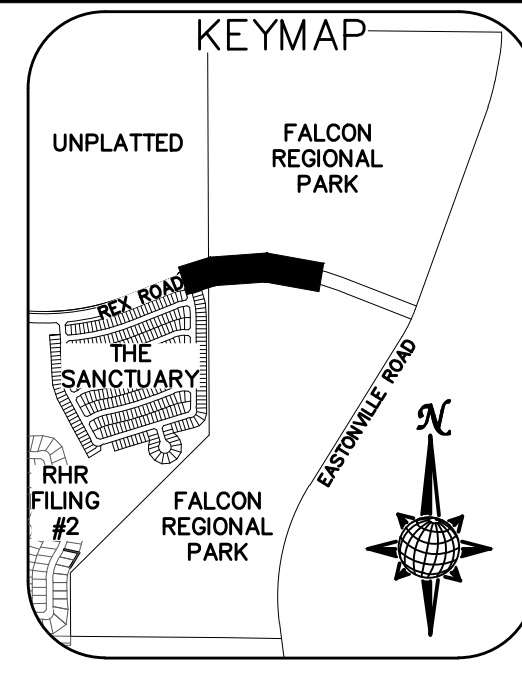 KEYMAP
UNPLATTED
FALCON
REGIONAL
PARK
REX ROAD
THE
SANCTUARY
EASTONVILLE ROAD
N
RHR
FILING
#2
FALCON
REGIONAL
PARK